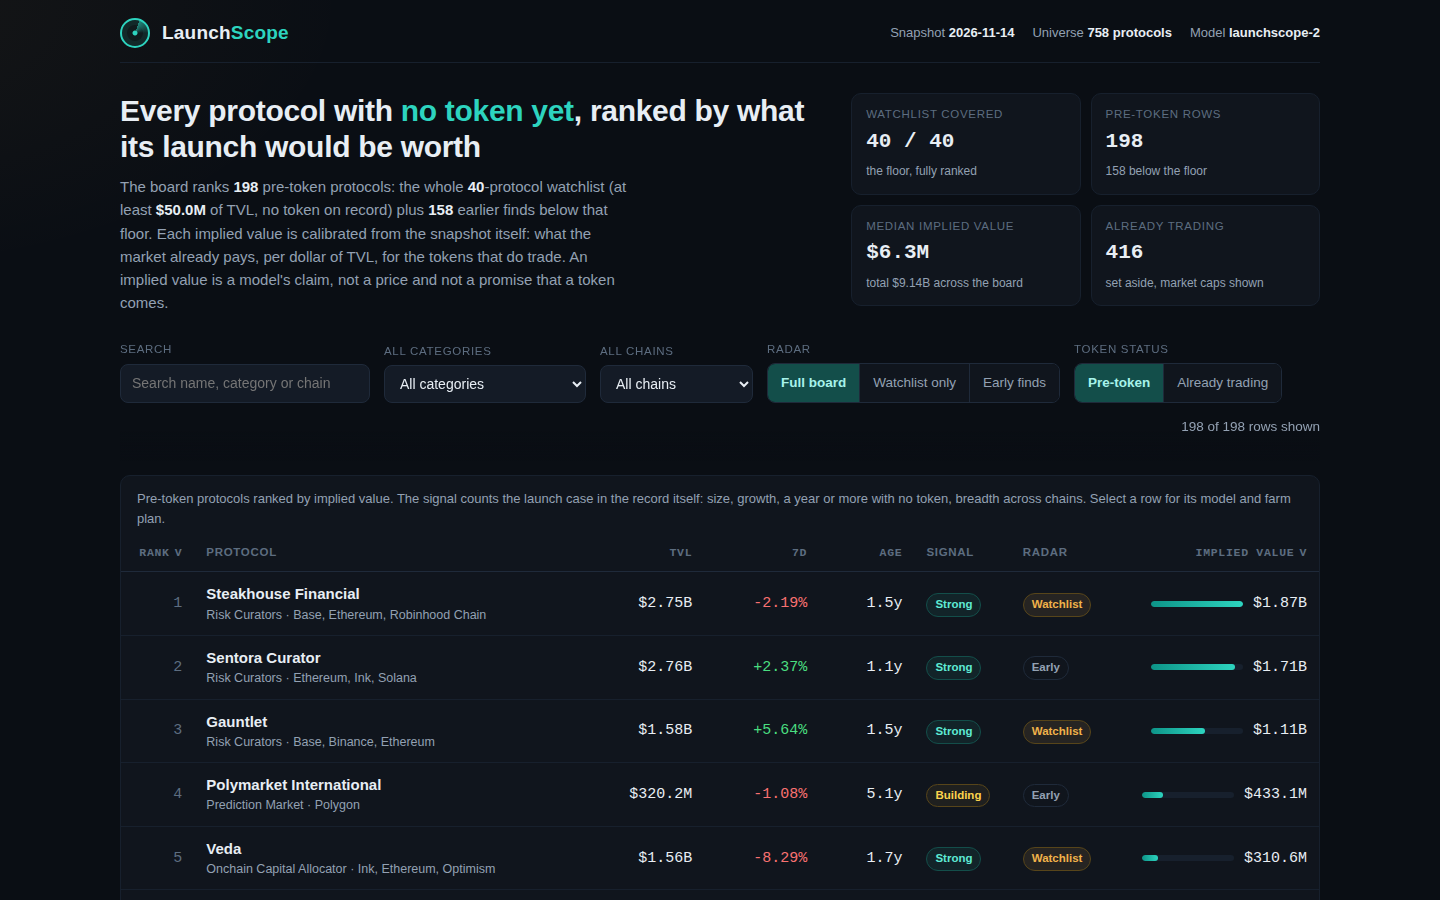 LaunchScope
Snapshot 2026-11-14 Universe 758 protocols Model launchscope-2
Every protocol with no token yet, ranked by what
its launch would be worth
The board ranks 198 pre-token protocols: the whole 40-protocol watchlist (at
least $50.0M of TVL, no token on record) plus 158 earlier finds below that
floor. Each implied value is calibrated from the snapshot itself: what the
market already pays, per dollar of TVL, for the tokens that do trade. An
implied value is a model's claim, not a price and not a promise that a token
comes.
WATCHLIST COVERED
40 / 40
the floor, fully ranked
PRE-TOKEN ROWS
198
158 below the floor
MEDIAN IMPLIED VALUE
$6.3M
total $9.14B across the board
ALREADY TRADING
416
set aside, market caps shown
SEARCH
Search name, category or chain
ALL CATEGORIES
All categories
ALL CHAINS
All chains
RADAR
Full board Watchlist only Early finds
TOKEN STATUS
Pre-token Already trading
198 of 198 rows shown
Pre-token protocols ranked by implied value. The signal counts the launch case in the record itself: size, growth, a year or more with no token, breadth across chains. Select a row for its model and farm
plan.
RANK V PROTOCOL TVL 7D AGE SIGNAL RADAR IMPLIED VALUE V
1 Steakhouse Financial $2.75B -2.19% 1.5y Strong Watchlist $1.87B
Risk Curators · Base, Ethereum, Robinhood Chain
2 Sentora Curator $2.76B +2.37% 1.1y Strong Early $1.71B
Risk Curators · Ethereum, Ink, Solana
3 Gauntlet $1.58B +5.64% 1.5y Strong Watchlist $1.11B
Risk Curators · Base, Binance, Ethereum
4 Polymarket International $320.2M -1.08% 5.1y Building Early $433.1M
Prediction Market · Polygon
5 Veda $1.56B -8.29% 1.7y Strong Watchlist $310.6M
Onchain Capital Allocator · Ink, Ethereum, Optimism